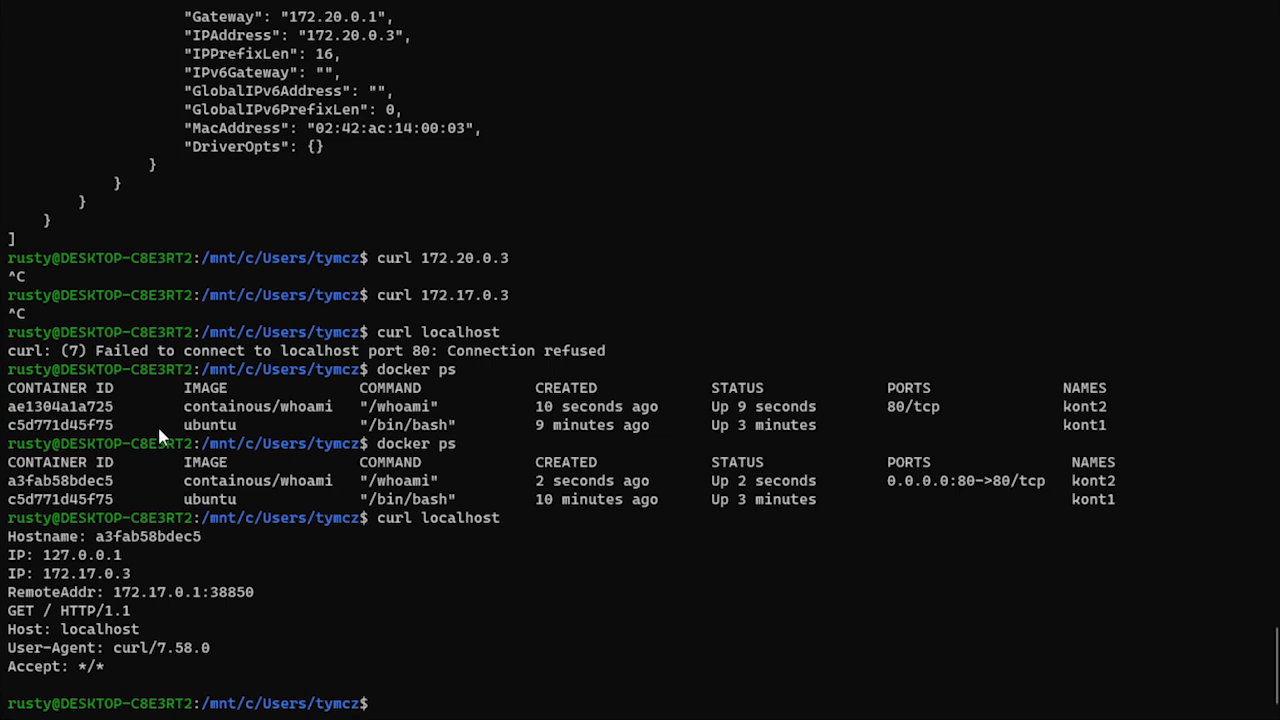 "Gateway": "172.20.0.1",
"IPAddress": "172.20.0.3",
"IPPrefixLen": 16,
"IPv6Gateway": "",
"GlobalIPv6Address": "",
"GlobalIPv6PrefixLen": 0,
"MacAddress": "02:42:ac:14:00:03",
"DriverOpts": {}
}
}
}
}
]
rusty@DESKTOP-C8E3RT2:/mnt/c/Users/tymcz$ curl 172.20.0.3
^C
rusty@DESKTOP-C8E3RT2:/mnt/c/Users/tymcz$ curl 172.17.0.3
^C
rusty@DESKTOP-C8E3RT2:/mnt/c/Users/tymcz$ curl localhost
curl: (7) Failed to connect to localhost port 80: Connection refused
rusty@DESKTOP-C8E3RT2:/mnt/c/Users/tymcz$ docker ps
CONTAINER ID IMAGE COMMAND CREATED STATUS PORTS NAMES
ae1304a1a725 containous/whoami "/whoami" 10 seconds ago Up 9 seconds 80/tcp kont2
c5d771d45f75 ubuntu "/bin/bash" 9 minutes ago Up 3 minutes kont1
rusty@DESKTOP-C8E3RT2:/mnt/c/Users/tymcz$ docker ps
CONTAINER ID IMAGE COMMAND CREATED STATUS PORTS NAMES
a3fab58bdec5 containous/whoami "/whoami" 2 seconds ago Up 2 seconds 0.0.0.0:80->80/tcp kont2
c5d771d45f75 ubuntu "/bin/bash" 10 minutes ago Up 3 minutes kont1
rusty@DESKTOP-C8E3RT2:/mnt/c/Users/tymcz$ curl localhost
Hostname: a3fab58bdec5
IP: 127.0.0.1
IP: 172.17.0.3
RemoteAddr: 172.17.0.1:38850
GET / HTTP/1.1
Host: localhost
User-Agent: curl/7.58.0
Accept: */*
rusty@DESKTOP-C8E3RT2:/mnt/c/Users/tymcz$